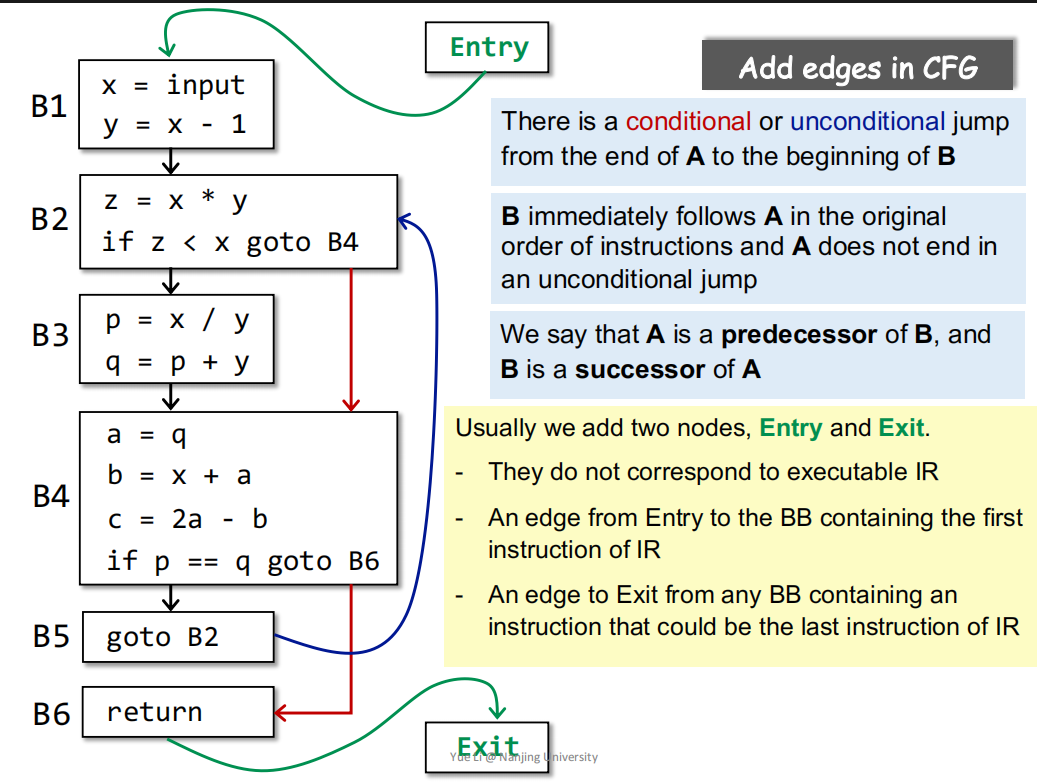 Entry
Add edges in CFG
B1
x = input
y = x - 1
B2
z = x * y
if z < x goto B4
B3
p = x / y
q = p + y
B4
a = q
b = x + a
c = 2a - b
if p == q goto B6
B5
goto B2
B6
return
There is a conditional or unconditional jump
from the end of A to the beginning of B
B immediately follows A in the original
order of instructions and A does not end in
an unconditional jump
We say that A is a predecessor of B, and
B is a successor of A
Usually we add two nodes, Entry and Exit.
- They do not correspond to executable IR
- An edge from Entry to the BB containing the first
instruction of IR
- An edge to Exit from any BB containing an
instruction that could be the last instruction of IR
Exit
Yue Li @ Nanjing University